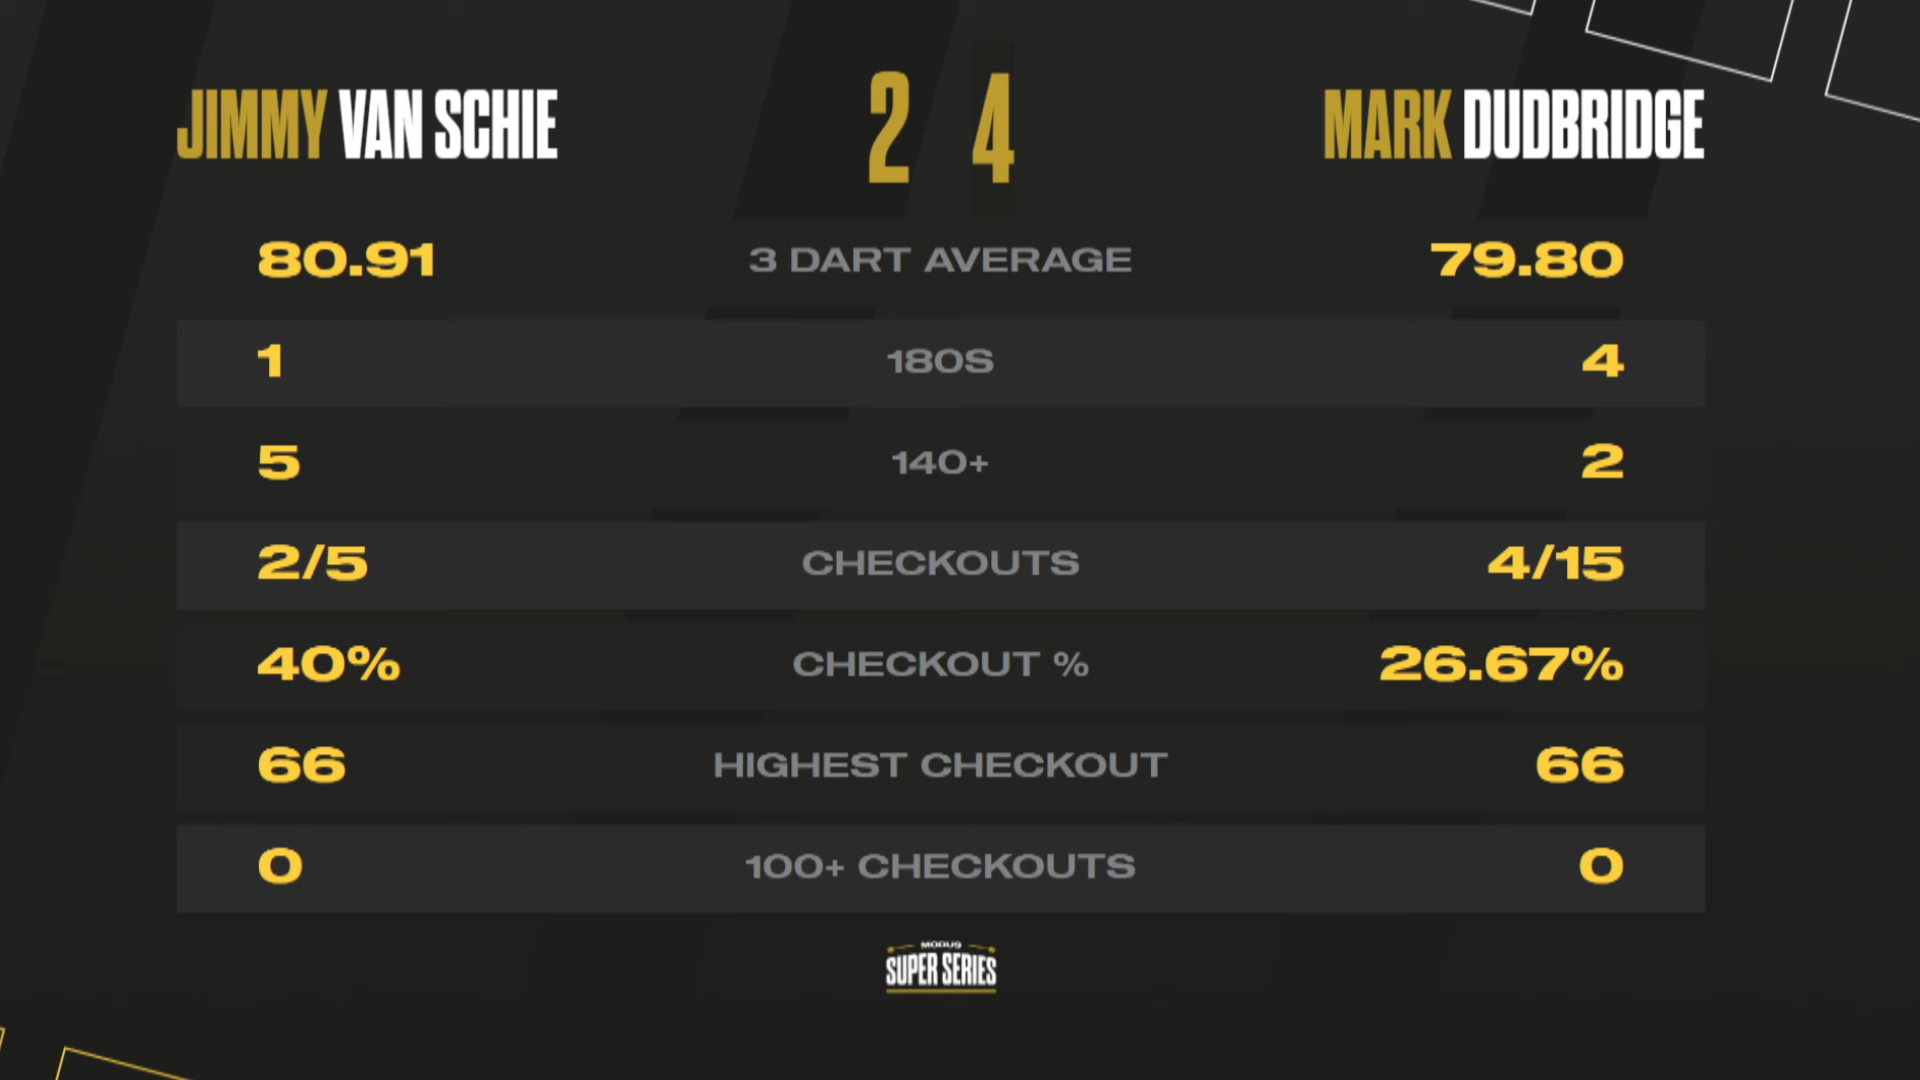 JIMMY VAN SCHIE 2 4 MARK DUDBRIDGE
80.91 3 DART AVERAGE 79.80
1 180S 4
5 140+ 2
2/5 CHECKOUTS 4/15
40% CHECKOUT % 26.67%
66 HIGHEST CHECKOUT 66
0 100+ CHECKOUTS 0
MODUS
SUPER SERIES